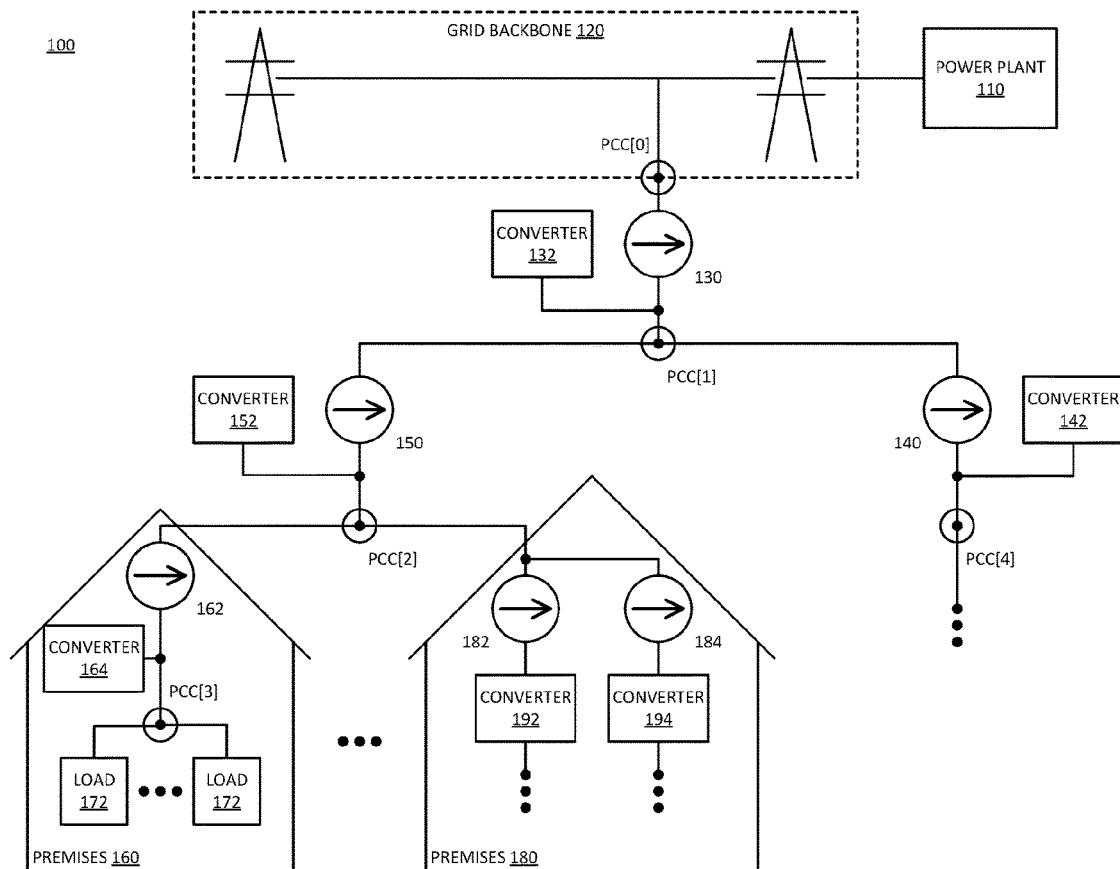 100
GRID BACKBONE 120
POWER PLANT
110
PCC[0]
CONVERTER
132
130
PCC[1]
CONVERTER
152
150
140
CONVERTER
142
PCC[2]
PCC[4]
162
182
184
CONVERTER
164
PCC[3]
CONVERTER
192
CONVERTER
194
LOAD
172
LOAD
172
PREMISES 160
PREMISES 180